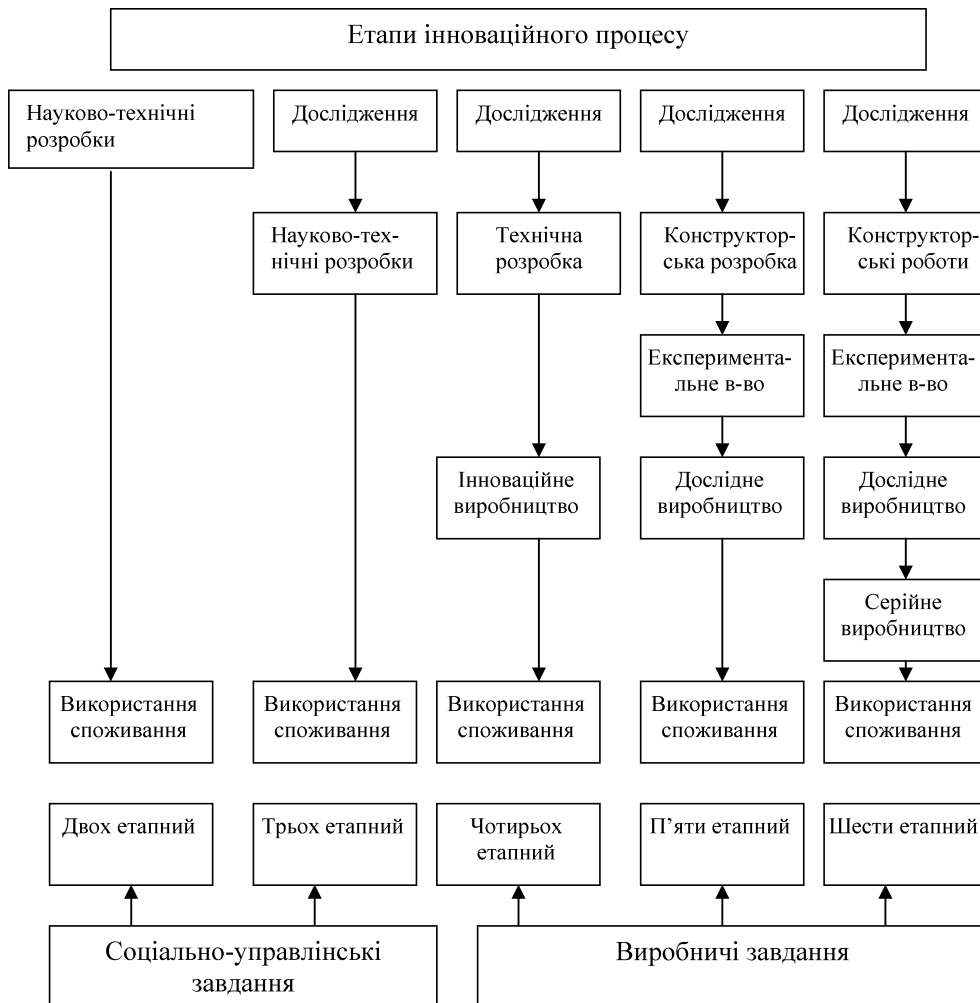 Етапи інноваційного процесу
Науково-технічні
розробки
Дослідження
Дослідження
Дослідження
Дослідження
Науково-тех-
нічні розробки
Технічна
розробка
Конструктор-
ська розробка
Конструктор-
ські роботи
Експеримента-
льне в-во
Експеримента-
льне в-во
Інноваційне
виробництво
Дослідне
виробництво
Дослідне
виробництво
Серійне
виробництво
Використання
споживання
Використання
споживання
Використання
споживання
Використання
споживання
Використання
споживання
Двох етапний
Трьох етапний
Чотирьох
етапний
П’яти етапний
Шести етапний
Соціально-управлінські
завдання
Виробничі завдання